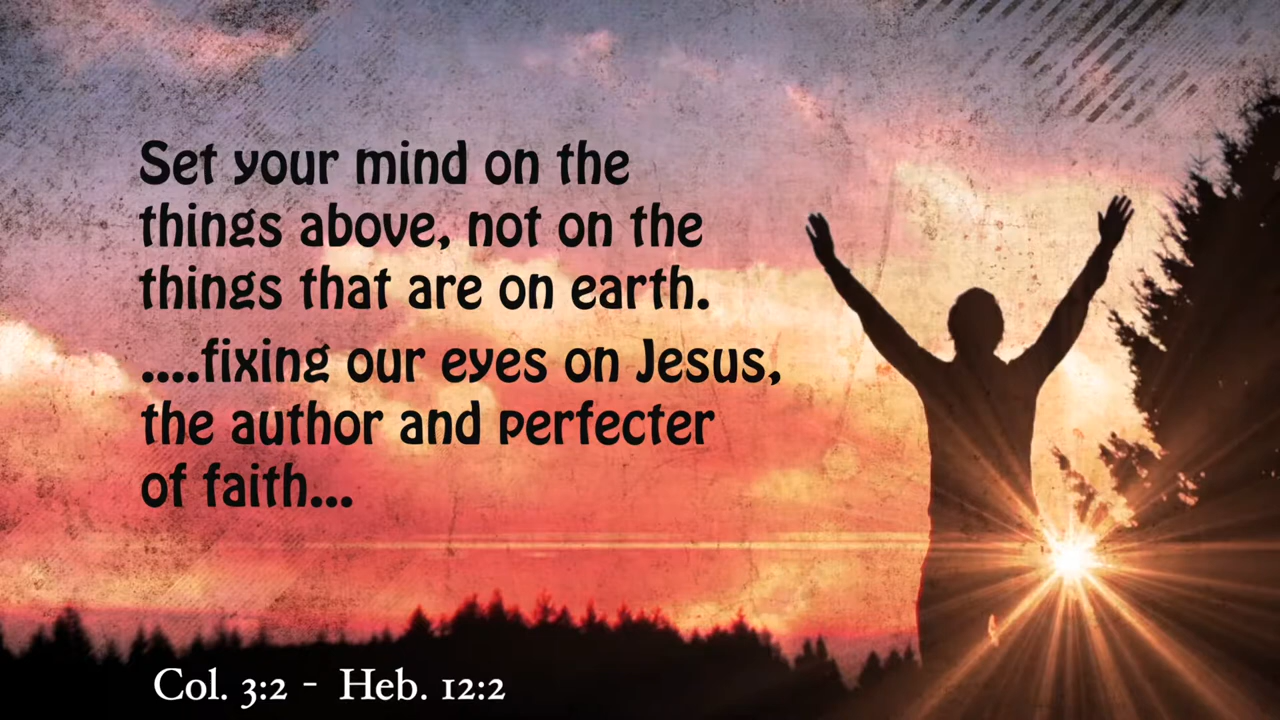 Set your mind on the
things above, not on the
things that are on earth.
....fixing our eyes on Jesus,
the author and perfecter
of faith...
Col. 3:2 - Heb. 12:2